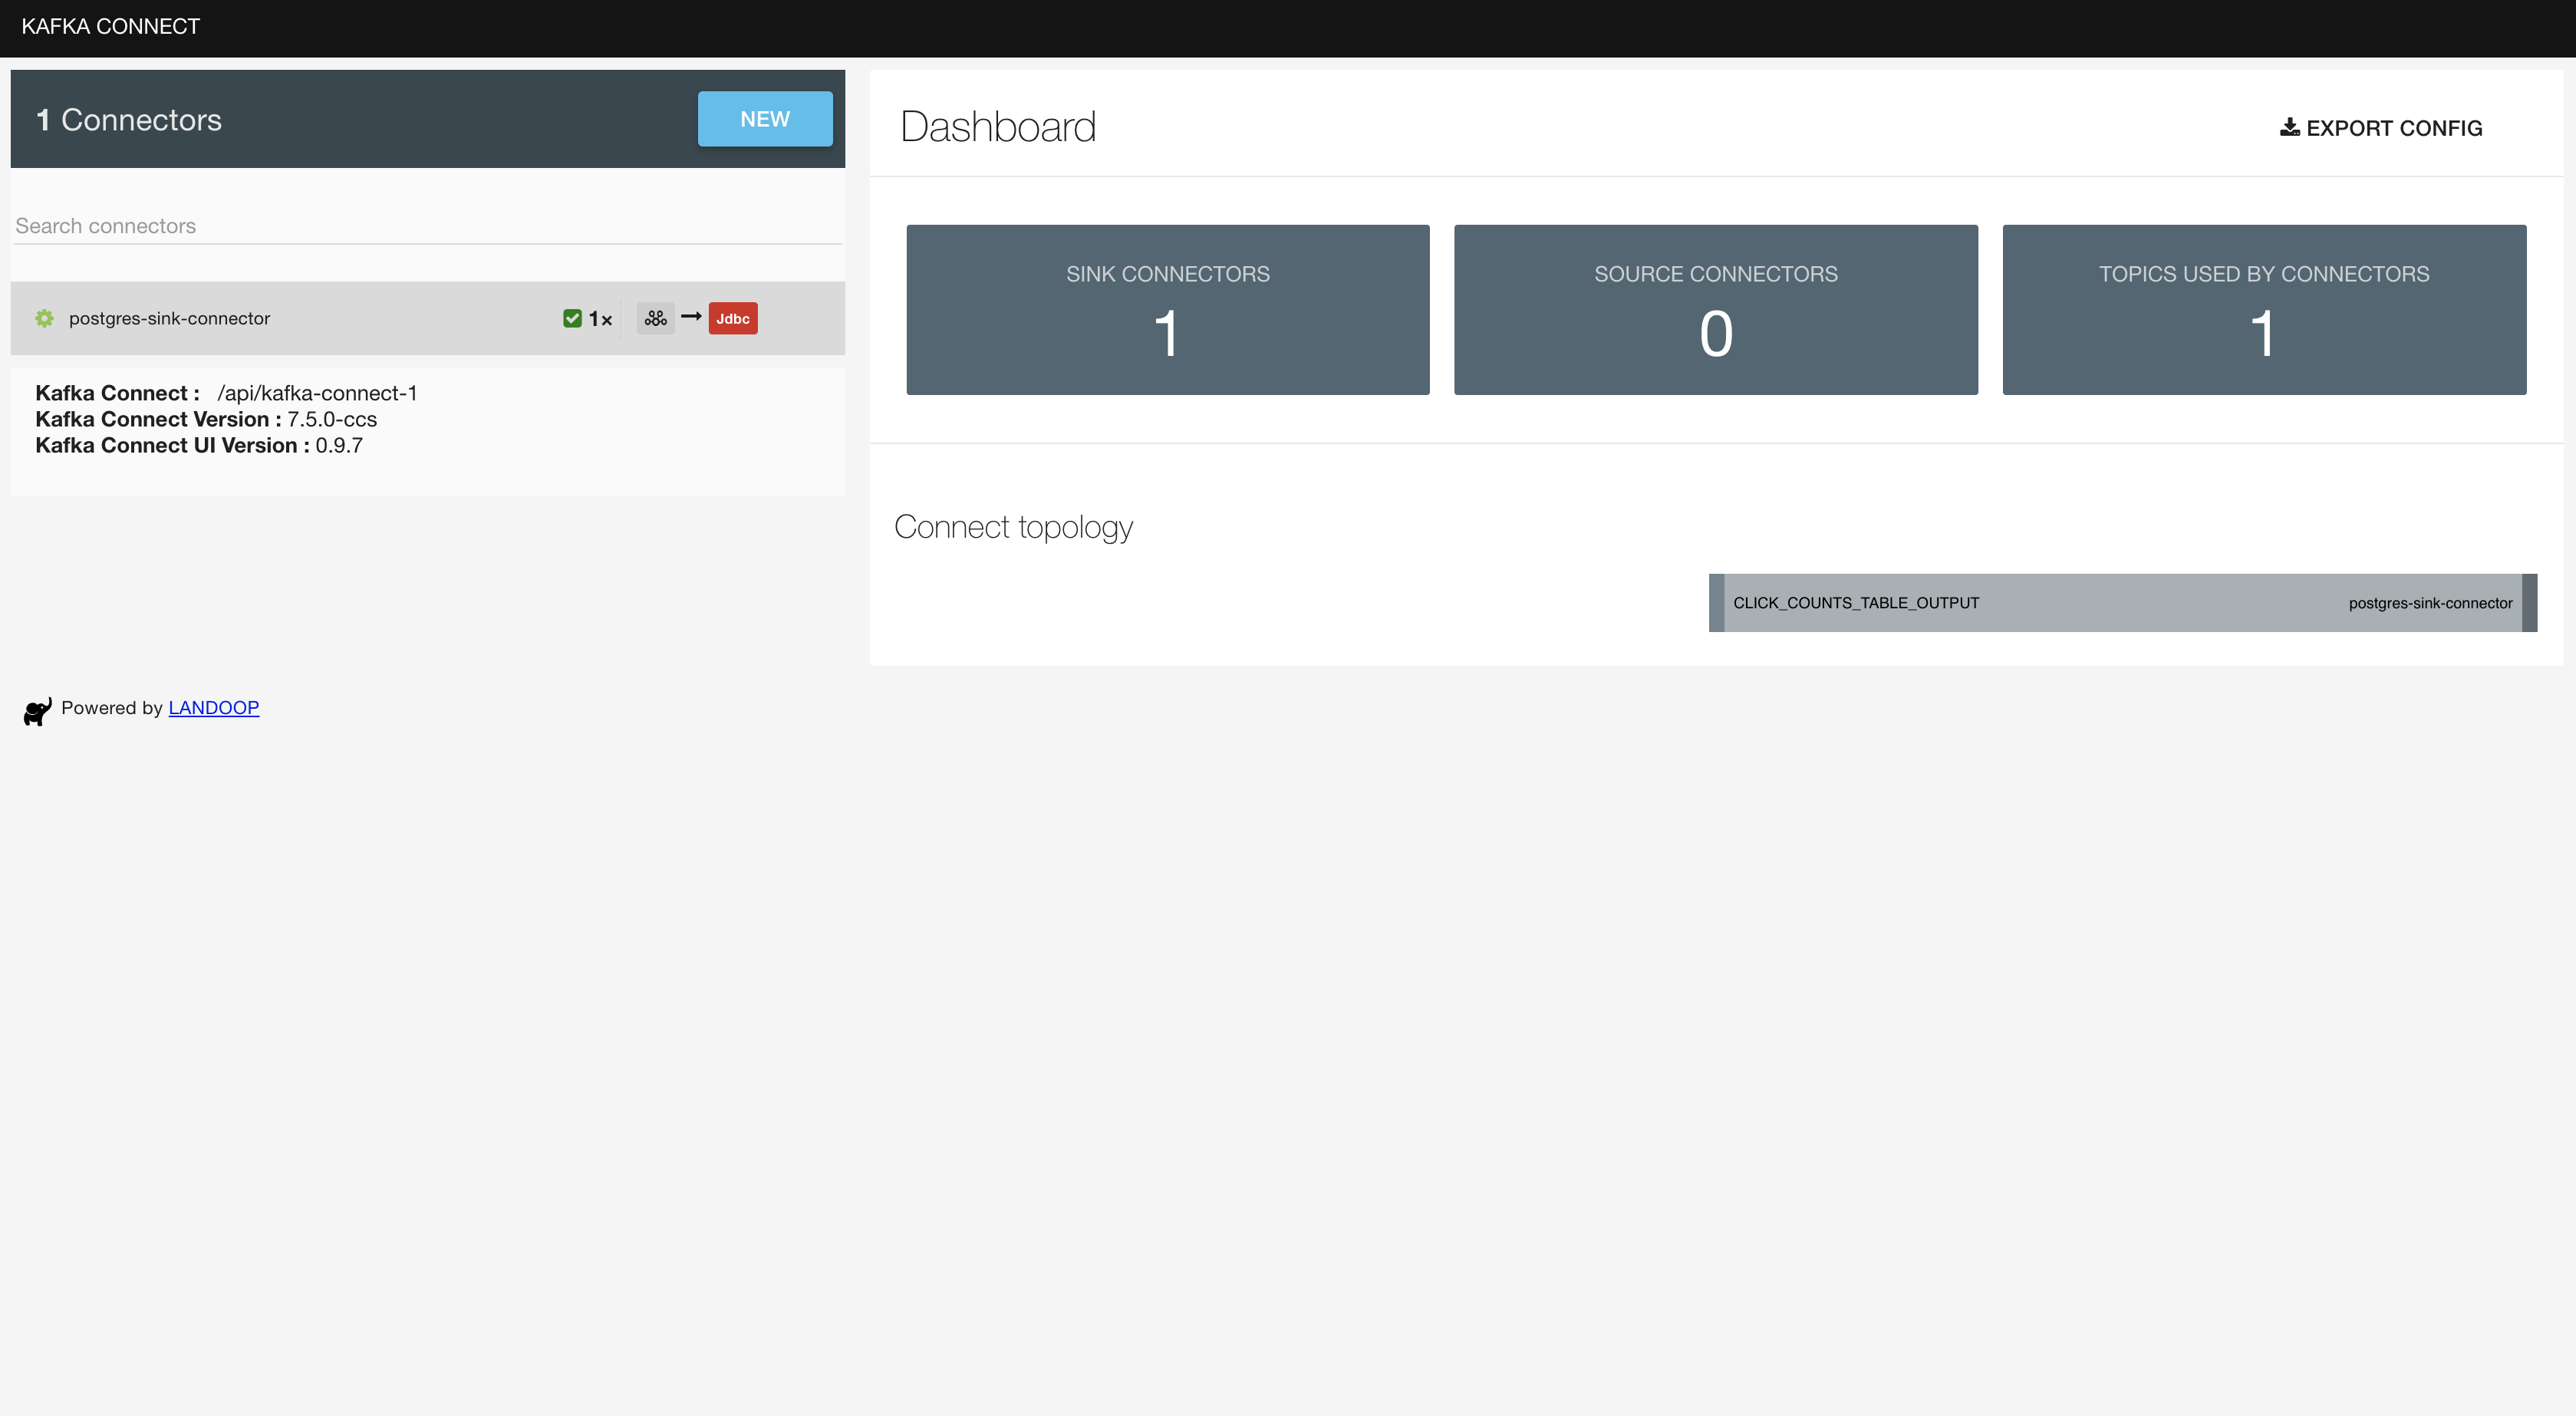 KAFKA CONNECT
1 Connectors
NEW
Search connectors
postgres-sink-connector
1×
Jdbc
Kafka Connect : /api/kafka-connect-1
Kafka Connect Version : 7.5.0-ccs
Kafka Connect UI Version : 0.9.7
Powered by LANDOOP
Dashboard
EXPORT CONFIG
SINK CONNECTORS
1
SOURCE CONNECTORS
0
TOPICS USED BY CONNECTORS
1
Connect topology
CLICK_COUNTS_TABLE_OUTPUT
postgres-sink-connector